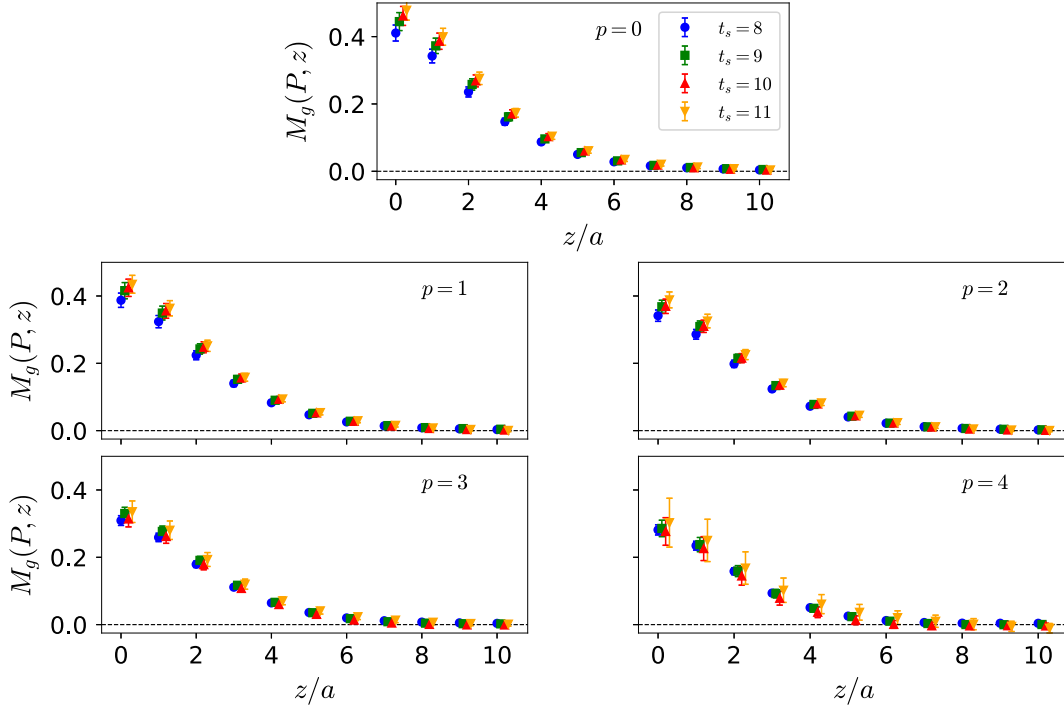 M_g(P, z)
0.4
0.2
0.0
p = 0
t_s = 8
t_s = 9
t_s = 10
t_s = 11
0 2 4 6 8 10
z/a
M_g(P, z)
0.4
0.2
0.0
p = 1
p = 2
M_g(P, z)
0.4
0.2
0.0
p = 3
p = 4
0 2 4 6 8 10
0 2 4 6 8 10
z/a
z/a